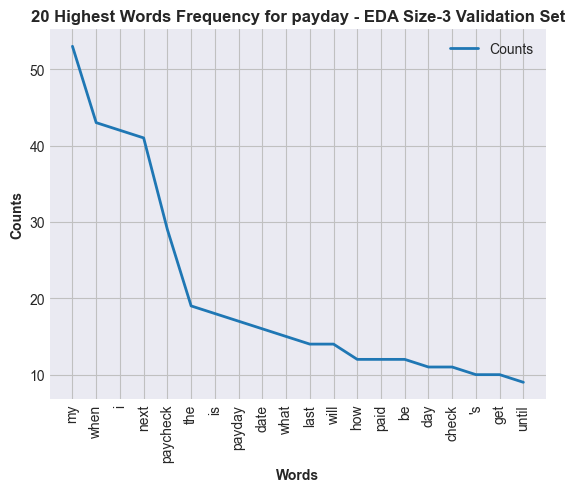 20 Highest Words Frequency for payday - EDA Size-3 Validation Set
Counts
50
40
30
20
10
Counts
my
when
i
next
paycheck
the
is
payday
date
what
last
will
how
paid
be
day
check
's
get
until
Words